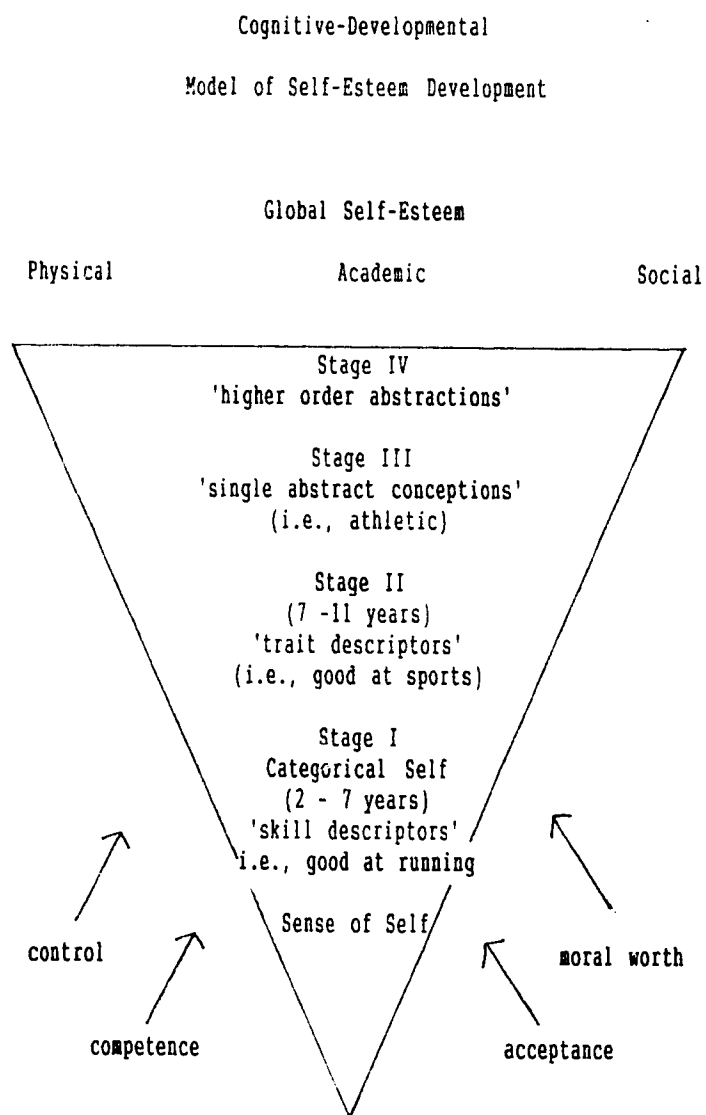 Cognitive-Developmental
Model of Self-Esteem Development
Global Self-Esteem
Physical Academic Social
Stage IV
'higher order abstractions'
Stage III
'single abstract conceptions'
(i.e., athletic)
Stage II
(7 -11 years)
'trait descriptors'
(i.e., good at sports)
Stage I
Categorical Self
(2 - 7 years)
'skill descriptors'
i.e., good at running
Sense of Self
control moral worth
competence acceptance